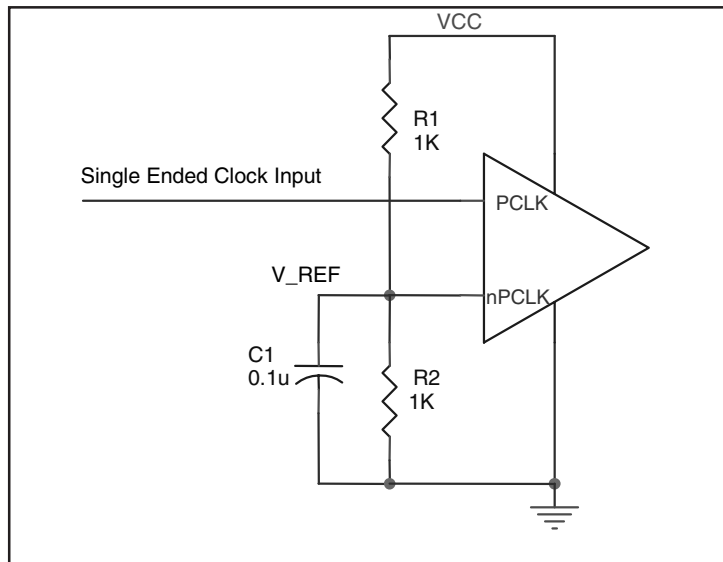 VCC
R1
1K
Single Ended Clock Input
PCLK
V_REF
nPCLK
C1
0.1u
R2
1K